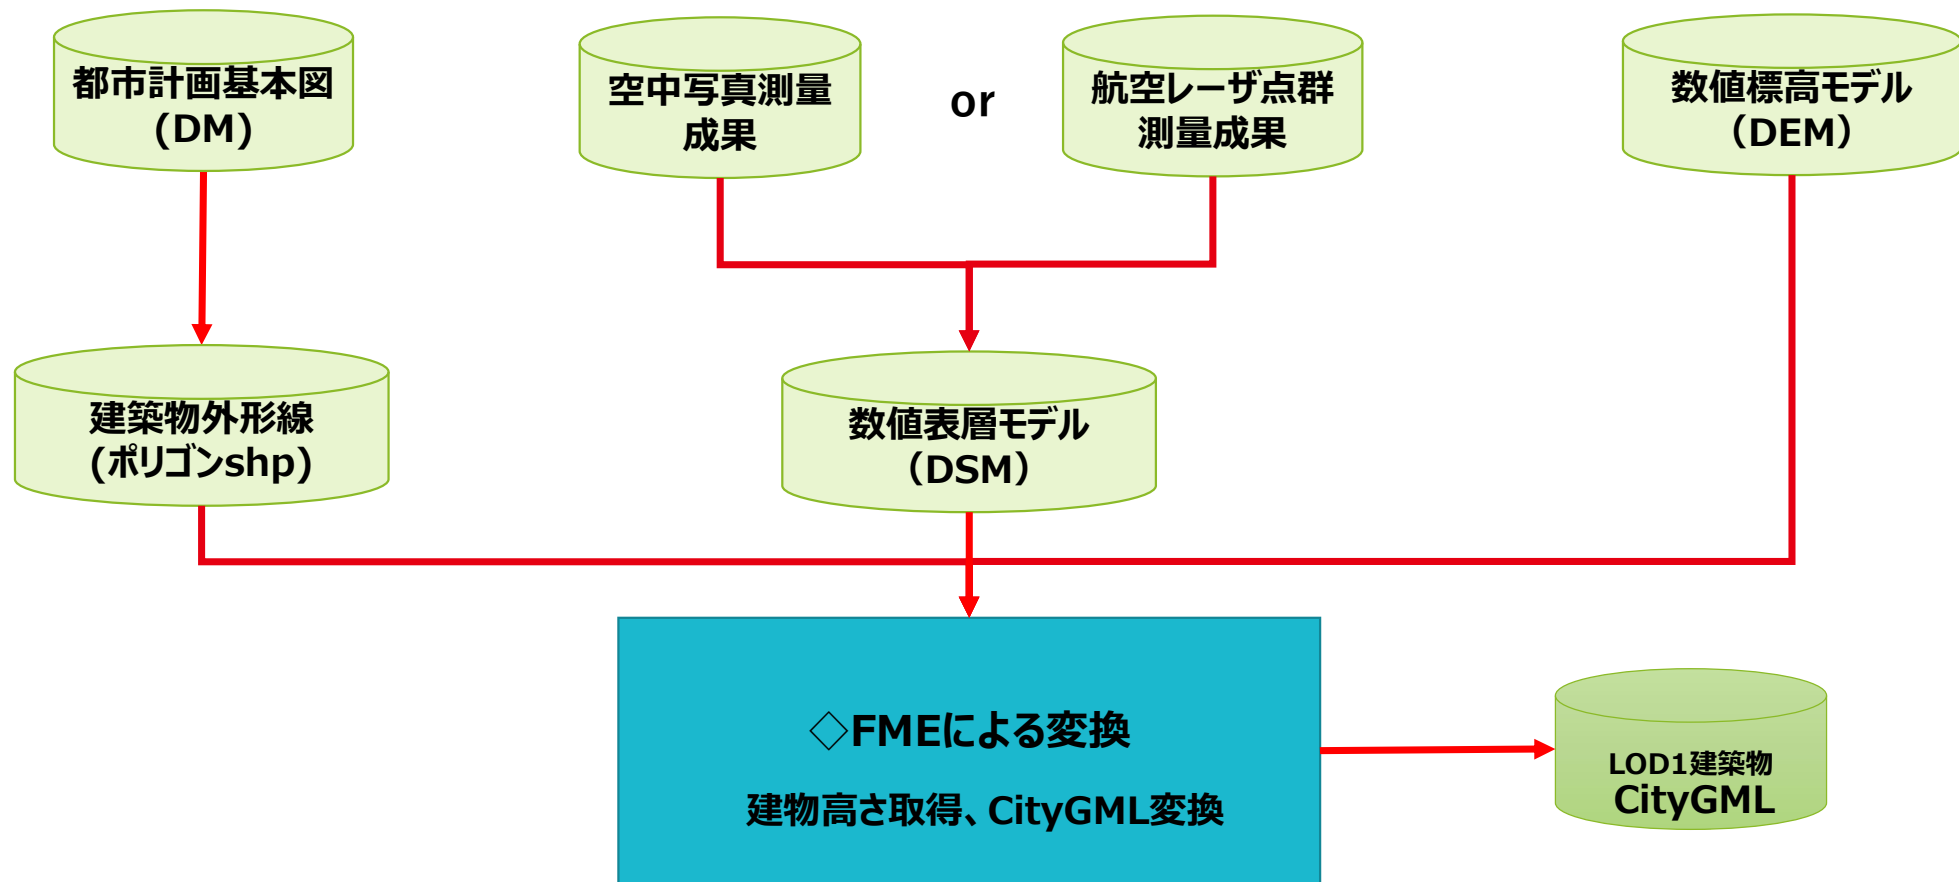 都市計画基本図
(DM)
空中写真測量
成果
or
航空レーザ点群
測量成果
数値標高モデル
（DEM）
建築物外形線
(ポリゴンshp)
数値表層モデル
（DSM）
◇FMEによる変換
建物高さ取得、CityGML変換
LOD1建築物
CityGML